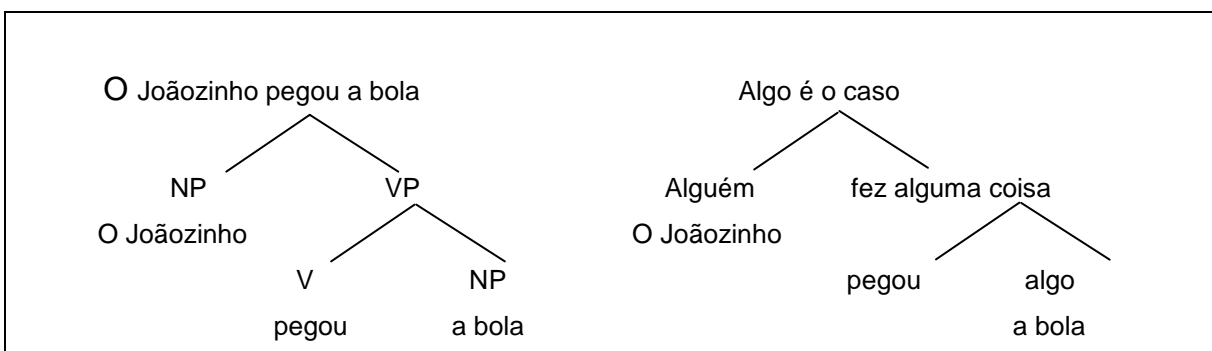 O Joãozinho pegou a bola Algo é o caso
NP VP Alguém fez alguma coisa
O Joãozinho O Joãozinho
V NP pegou algo
pegou a bola a bola